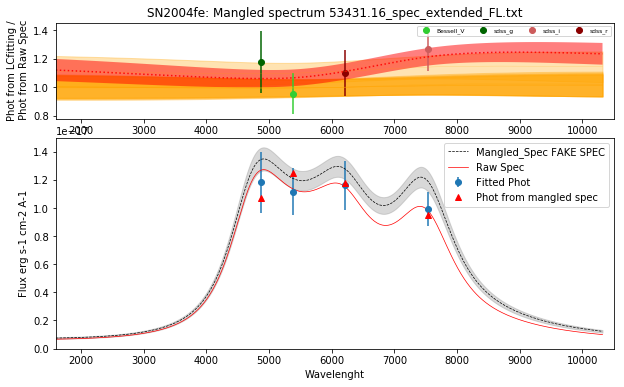 SN2004fe: Mangled spectrum 53431.16_spec_extended_FL.txt
Phot from LCfitting /
Phot from Raw Spec
1.4
1.2
1.0
0.8
Bessell_V
sdss_g
sdss_i
sdss_r
2000 3000 4000 5000 6000 7000 8000 9000 10000
1e-17
Flux erg s-1 cm-2 A-1
1.4
1.2
1.0
0.8
0.6
0.4
0.2
0.0
Mangled_Spec FAKE SPEC
Raw Spec
Fitted Phot
Phot from mangled spec
2000 3000 4000 5000 6000 7000 8000 9000 10000
Wavelenght